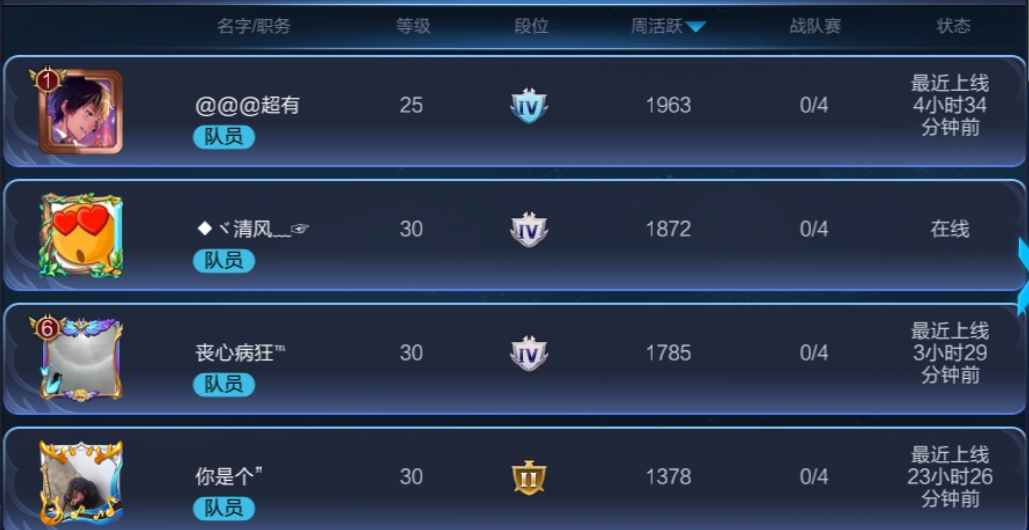 名字/职务 等级 段位 周活跃 战队赛 状态
1 @@@超有 25 IV 1963 0/4 最近上线
4小时34
分钟前
队员
◆ヾ清风﹏☞ 30 IV 1872 0/4 在线
队员
6 丧心病狂℡ 30 IV 1785 0/4 最近上线
3小时29
分钟前
队员
你是个” 30 II 1378 0/4 最近上线
23小时26
分钟前
队员